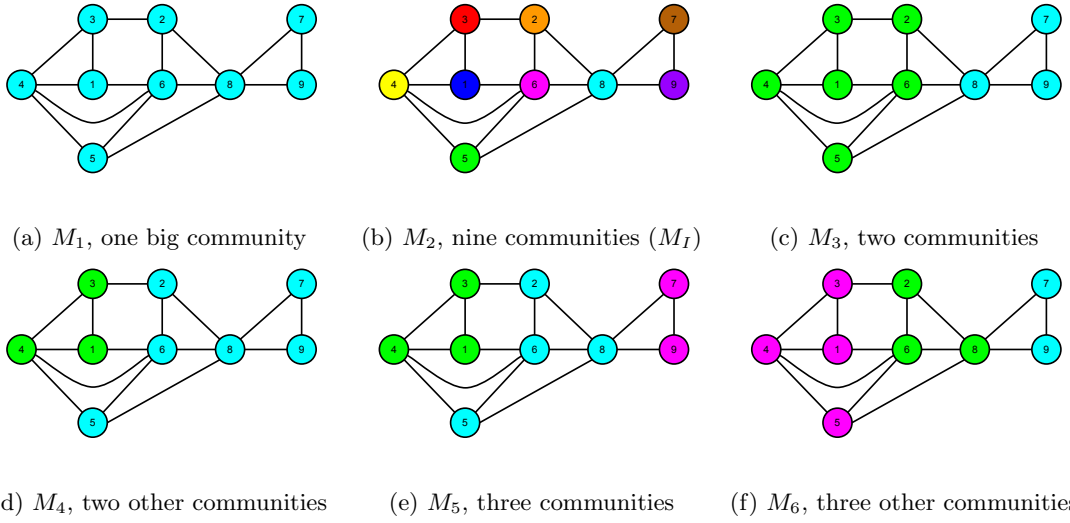 3 2 7
4 1 6 8 9
5
3 2 7
4 1 6 8 9
5
3 2 7
4 1 6 8 9
5
(a) M₁, one big community
(b) M₂, nine communities (M_I)
(c) M₃, two communities
3 2 7
4 1 6 8 9
5
3 2 7
4 1 6 8 9
5
3 2 7
4 1 6 8 9
5
d) M₄, two other communities
(e) M₅, three communities
(f) M₆, three other communities